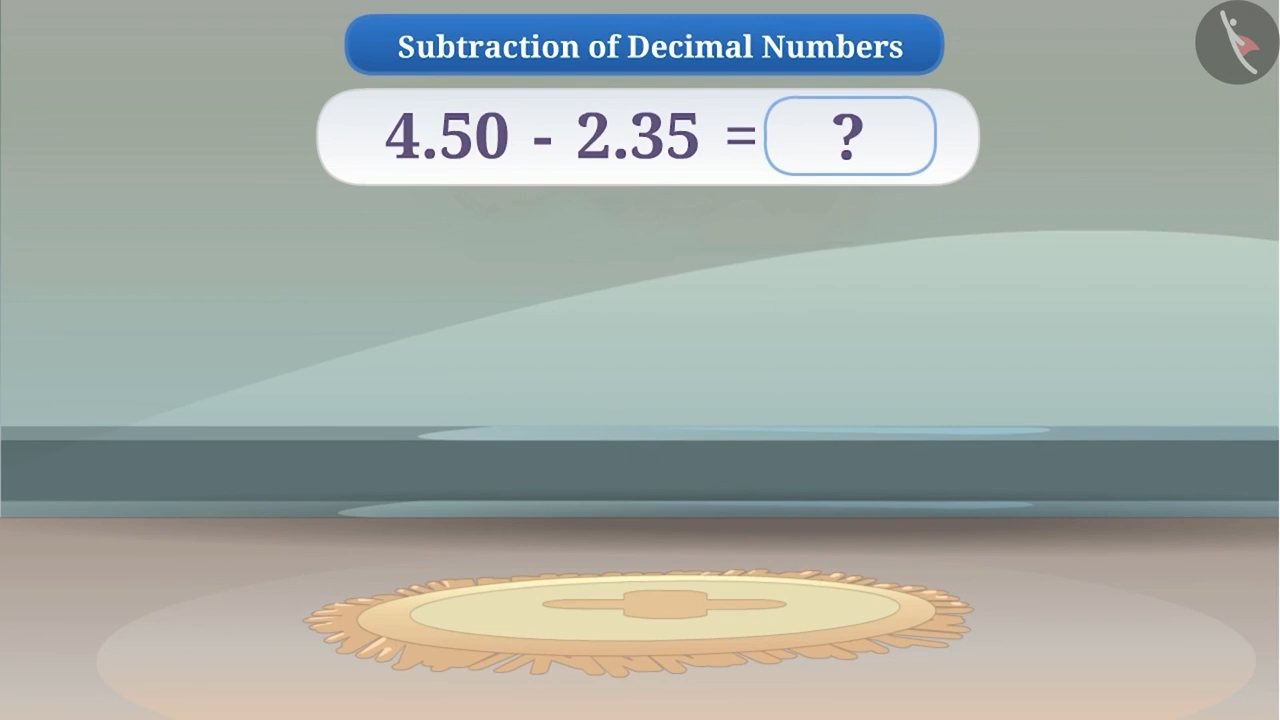 Subtraction of Decimal Numbers
4.50 - 2.35 = ?